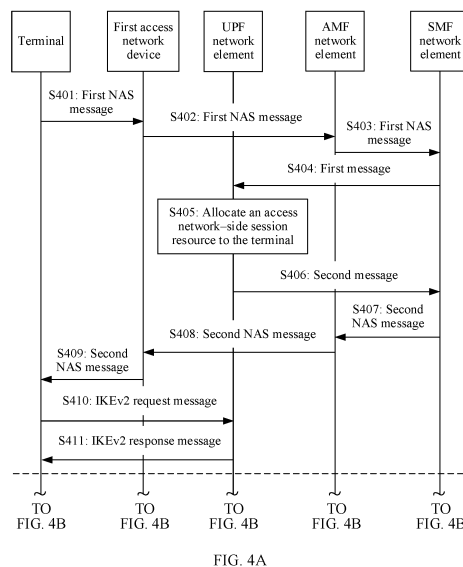 Terminal
First access
network
device
UPF
network
element
AMF
network
element
SMF
network
element
S401: First NAS
message
S402: First NAS message
S403: First NAS
message
S404: First message
S405: Allocate an access
network–side session
resource to the terminal
S406: Second message
S407: Second
NAS message
S408: Second NAS message
S409: Second
NAS message
S410: IKEv2 request message
S411: IKEv2 response message
~ ~ ~ ~ ~
TO TO TO TO TO
FIG. 4B FIG. 4B FIG. 4B FIG. 4B FIG. 4B
FIG. 4A